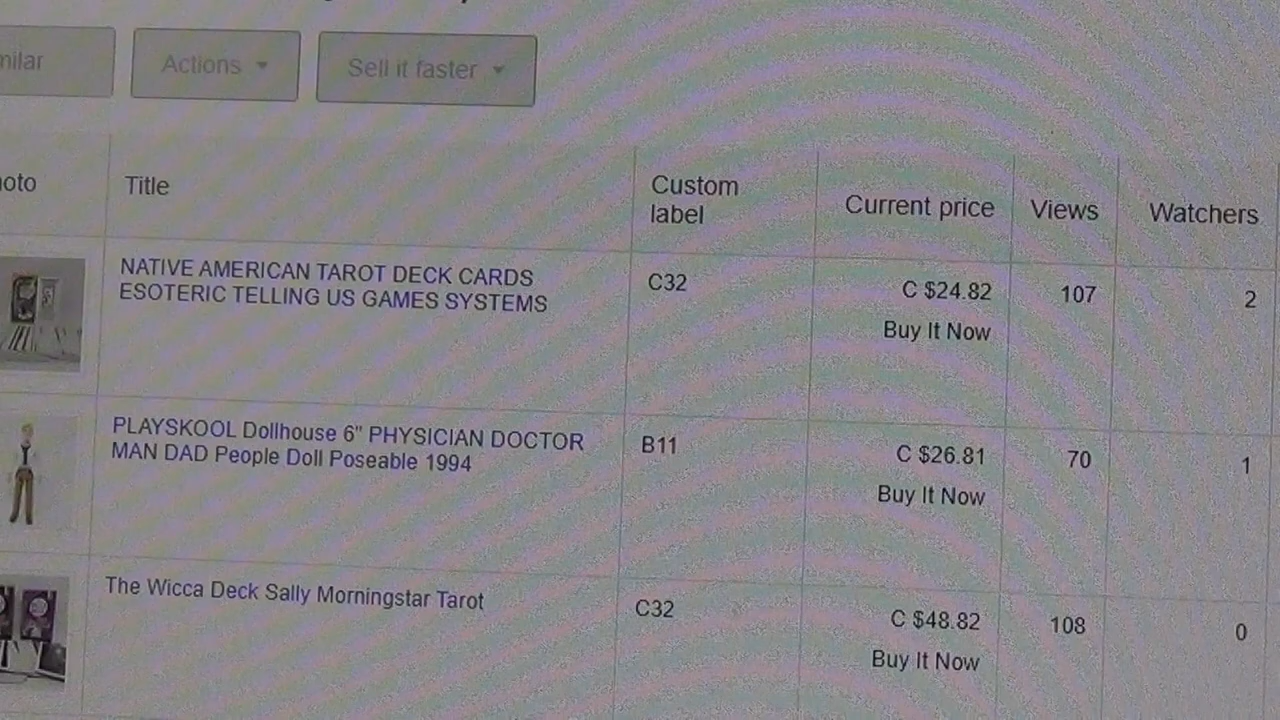 Actions
Sell it faster
Title
Custom
label
Current price
Views
Watchers
NATIVE AMERICAN TAROT DECK CARDS
ESOTERIC TELLING US GAMES SYSTEMS
C32
C $24.82
Buy It Now
107
2
PLAYSKOOL Dollhouse 6" PHYSICIAN DOCTOR
MAN DAD People Doll Poseable 1994
B11
C $26.81
Buy It Now
70
1
The Wicca Deck Sally Morningstar Tarot
C32
C $48.82
Buy It Now
108
0